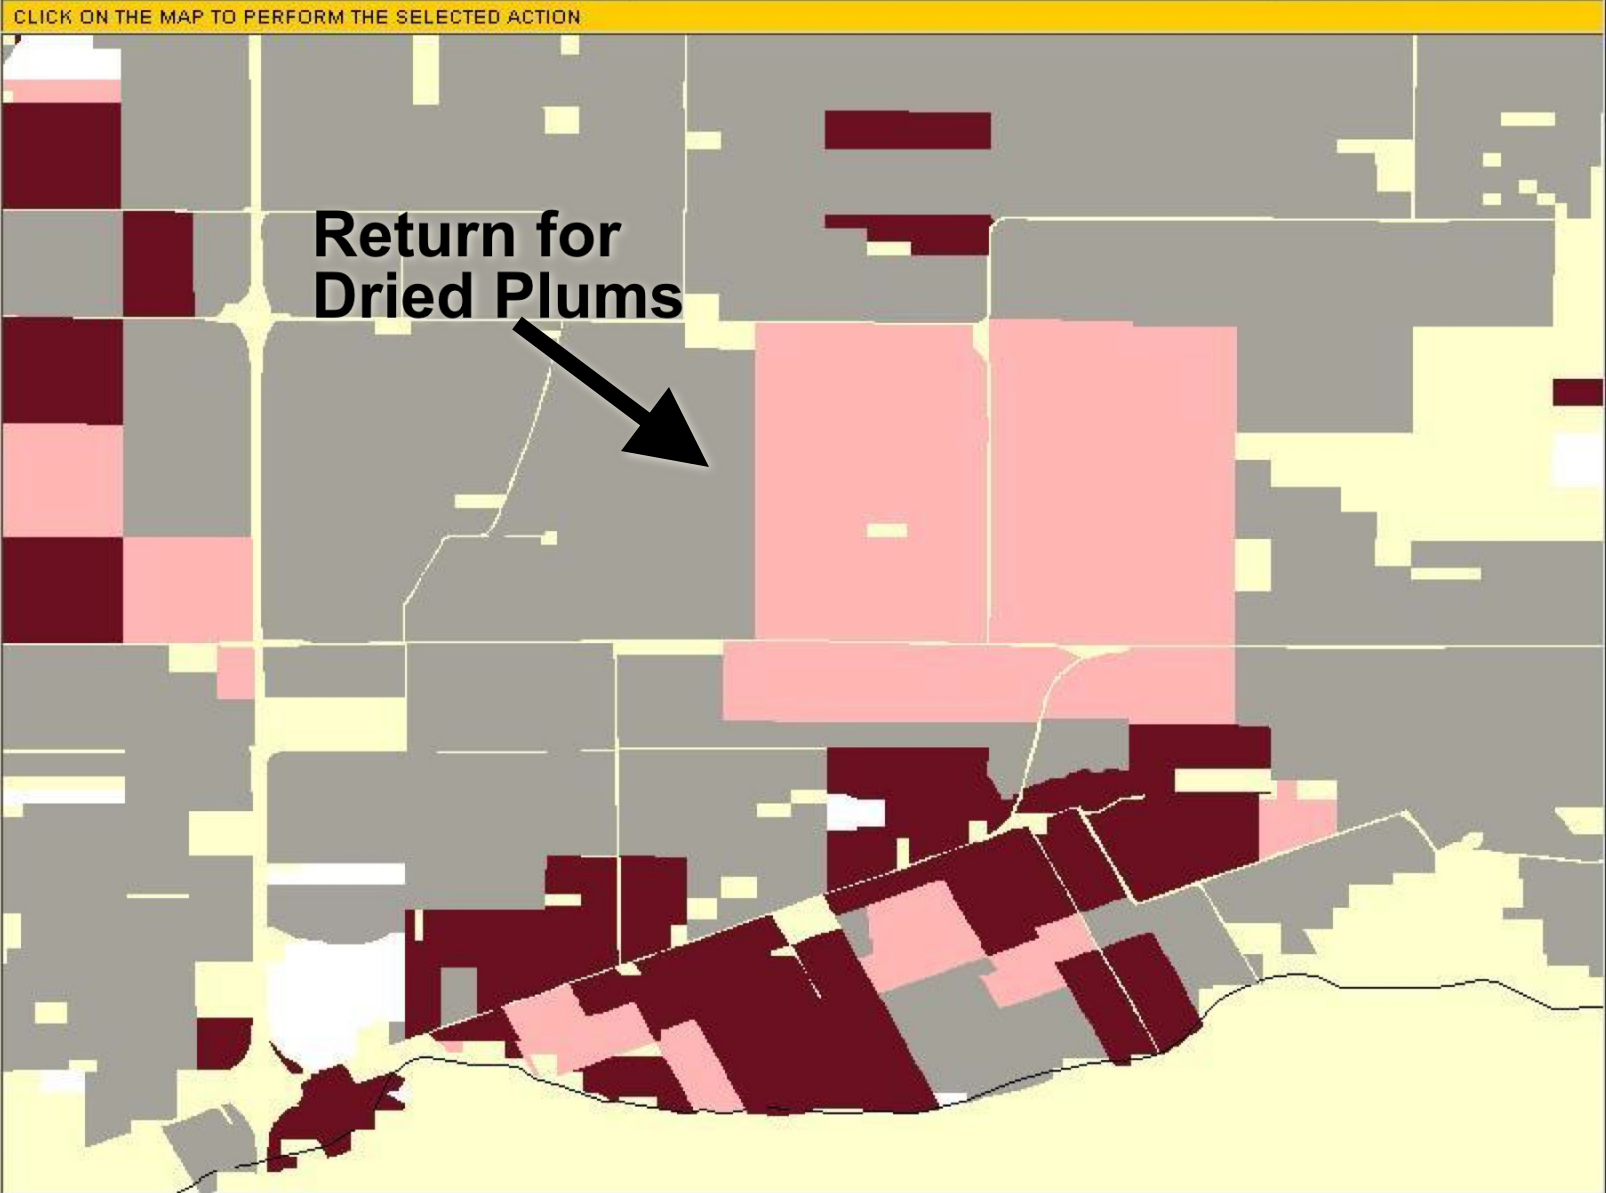 CLICK ON THE MAP TO PERFORM THE SELECTED ACTION
Return for
Dried Plums